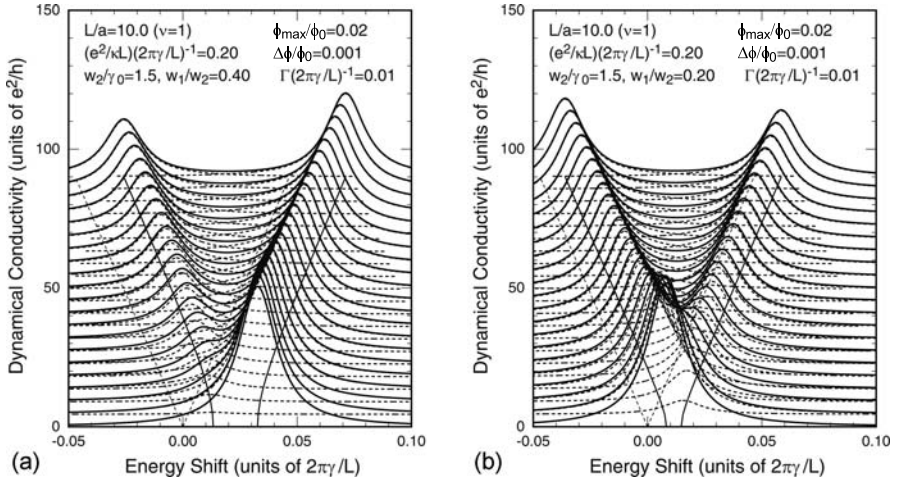 150
100
50
0
-0.05
0.00
0.05
0.10
Dynamical Conductivity (units of e²/h)
Energy Shift (units of 2πγ/L)
L/a=10.0 (ν=1)
(e²/κL)(2πγ/L)⁻¹=0.20
w₂/γ₀=1.5, w₁/w₂=0.40
ϕmax/ϕ₀=0.02
Δϕ/ϕ₀=0.001
Γ(2πγ/L)⁻¹=0.01
(a)
150
100
50
0
-0.05
0.00
0.05
0.10
Dynamical Conductivity (units of e²/h)
Energy Shift (units of 2πγ/L)
L/a=10.0 (ν=1)
(e²/κL)(2πγ/L)⁻¹=0.20
w₂/γ₀=1.5, w₁/w₂=0.20
ϕmax/ϕ₀=0.02
Δϕ/ϕ₀=0.001
Γ(2πγ/L)⁻¹=0.01
(b)